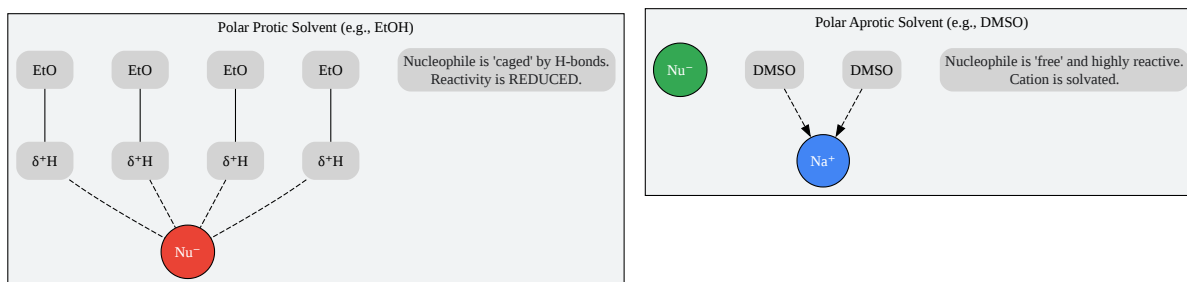 Polar Protic Solvent (e.g., EtOH)
EtO
EtO
EtO
EtO
Nucleophile is 'caged' by H-bonds.
Reactivity is REDUCED.
δ⁺H
δ⁺H
δ⁺H
δ⁺H
Nu⁻
Polar Aprotic Solvent (e.g., DMSO)
Nu⁻
DMSO
DMSO
Nucleophile is 'free' and highly reactive.
Cation is solvated.
Na⁺